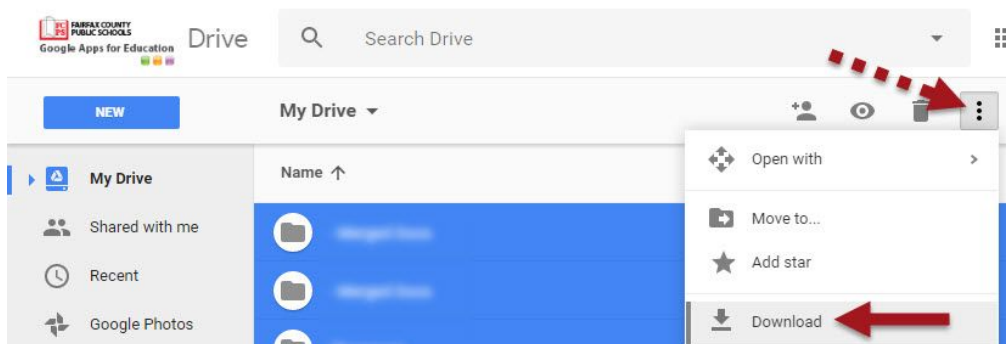 FC PS FAIRFAX COUNTY
PUBLIC SCHOOLS
Google Apps for Education
Drive
Search Drive
NEW
My Drive
My Drive
Shared with me
Recent
Google Photos
Name
Open with
Move to...
Add star
Download